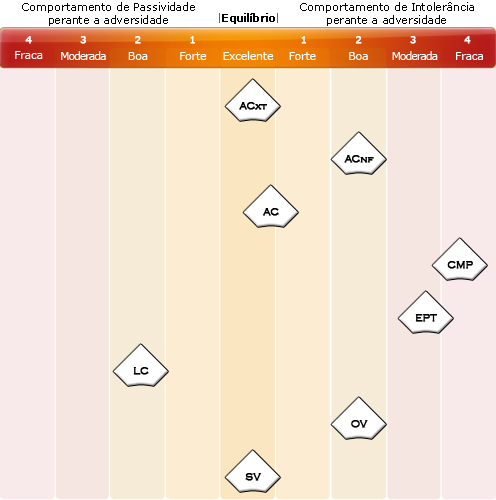 Comportamento de Passividade
perante a adversidade
|Equilíbrio|
Comportamento de Intolerância
perante a adversidade
4 3 2 1 1 2 3 4
Fraca Moderada Boa Forte Excelente Forte Boa Moderada Fraca
ACXT
ACNF
AC
CMP
EPT
LC
OV
SV